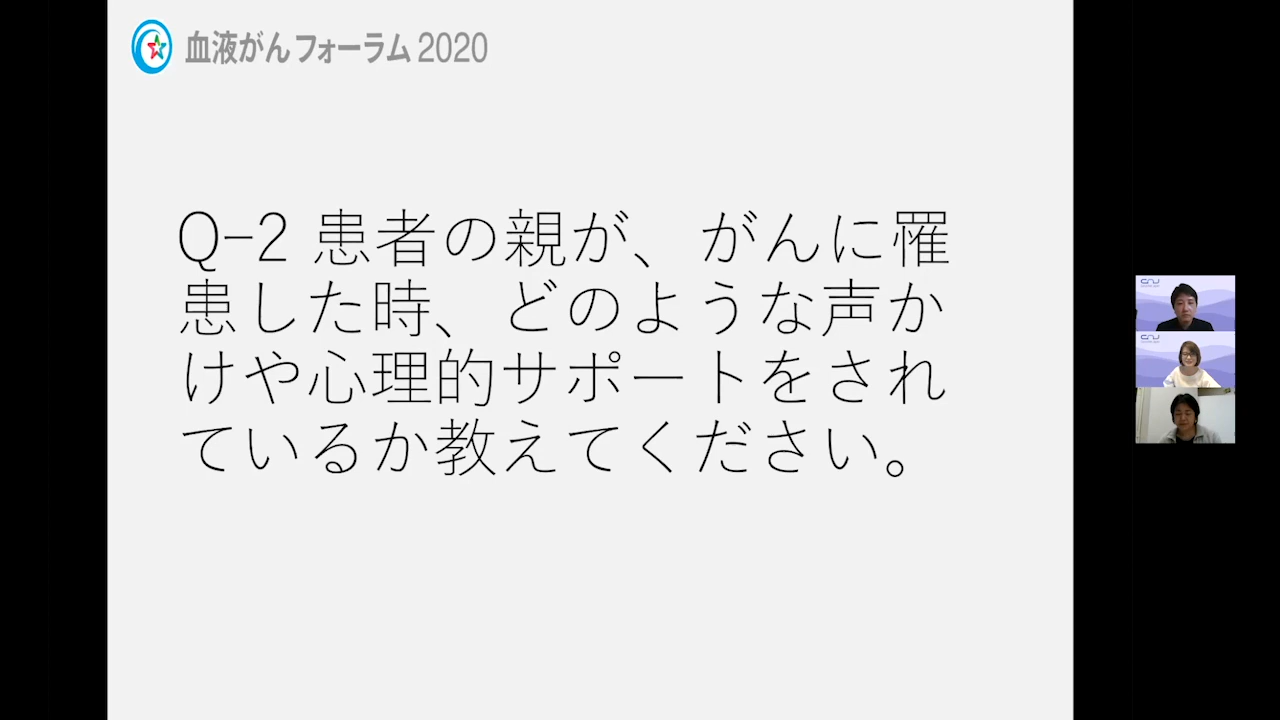 血液がんフォーラム 2020
Q−2 患者の親が、がんに罹
患した時、どのような声か
けや心理的サポートをされ
ているか教えてください。